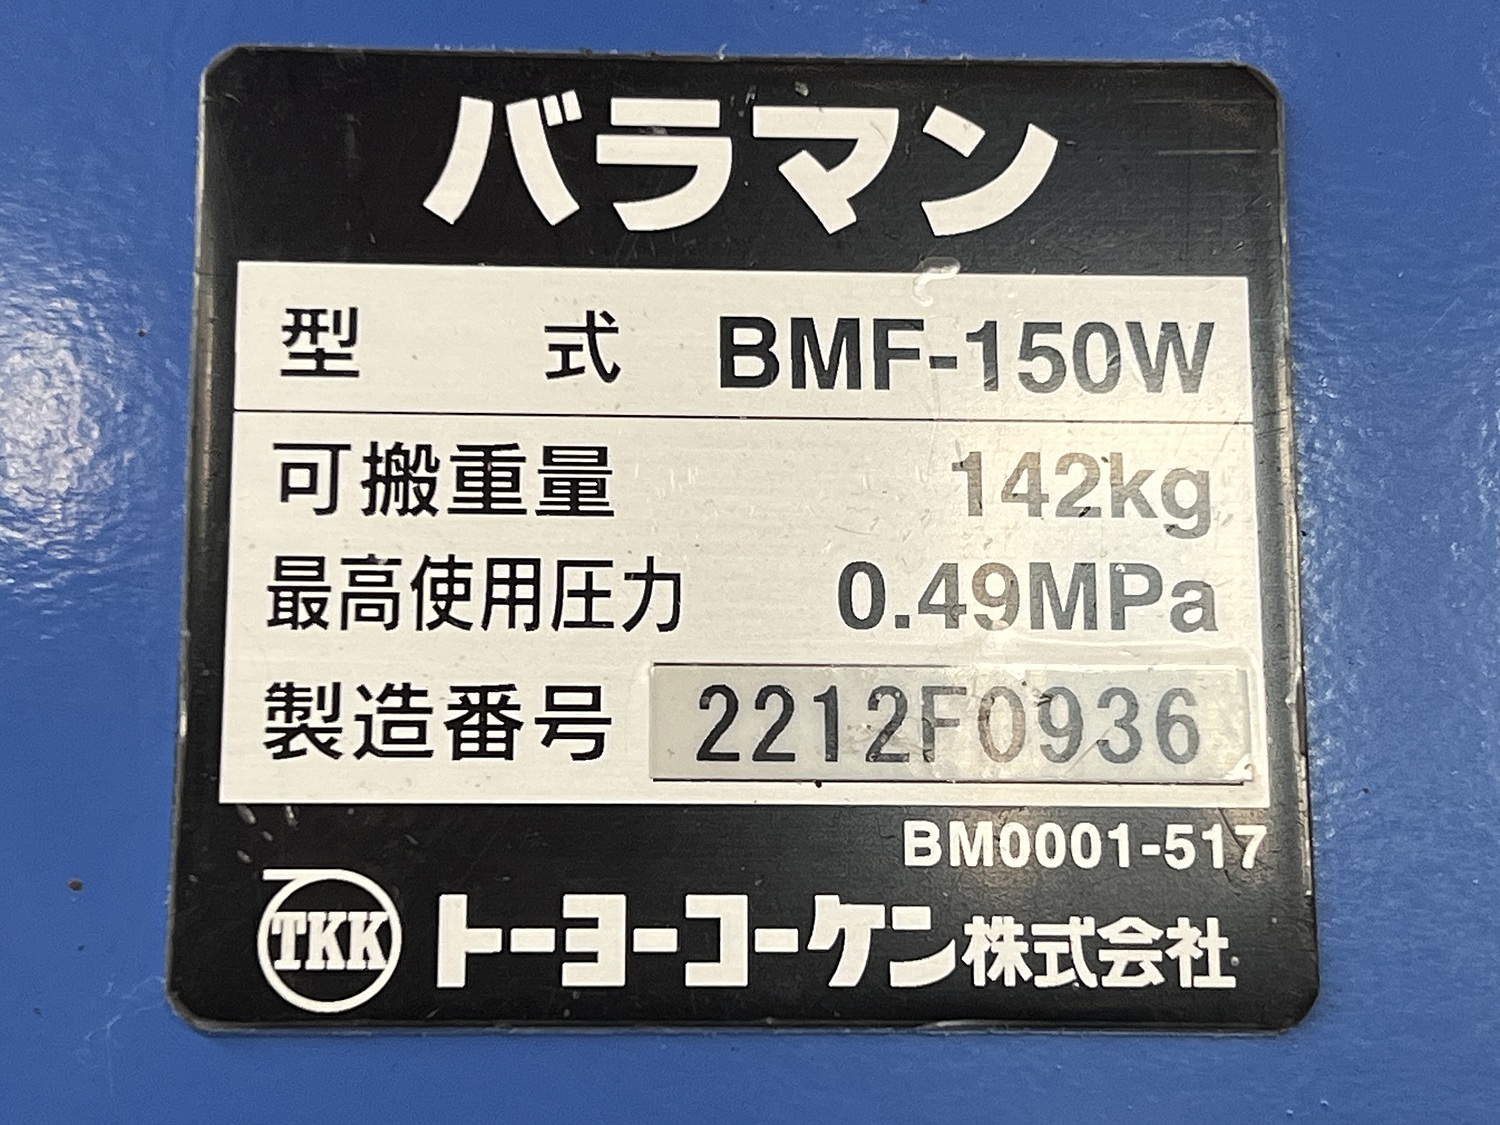 バラマン
型 式 BMF-150W
可搬重量 142kg
最高使用圧力 0.49MPa
製造番号 2212F0936
BM0001-517
TKK トーヨーコーケン株式会社